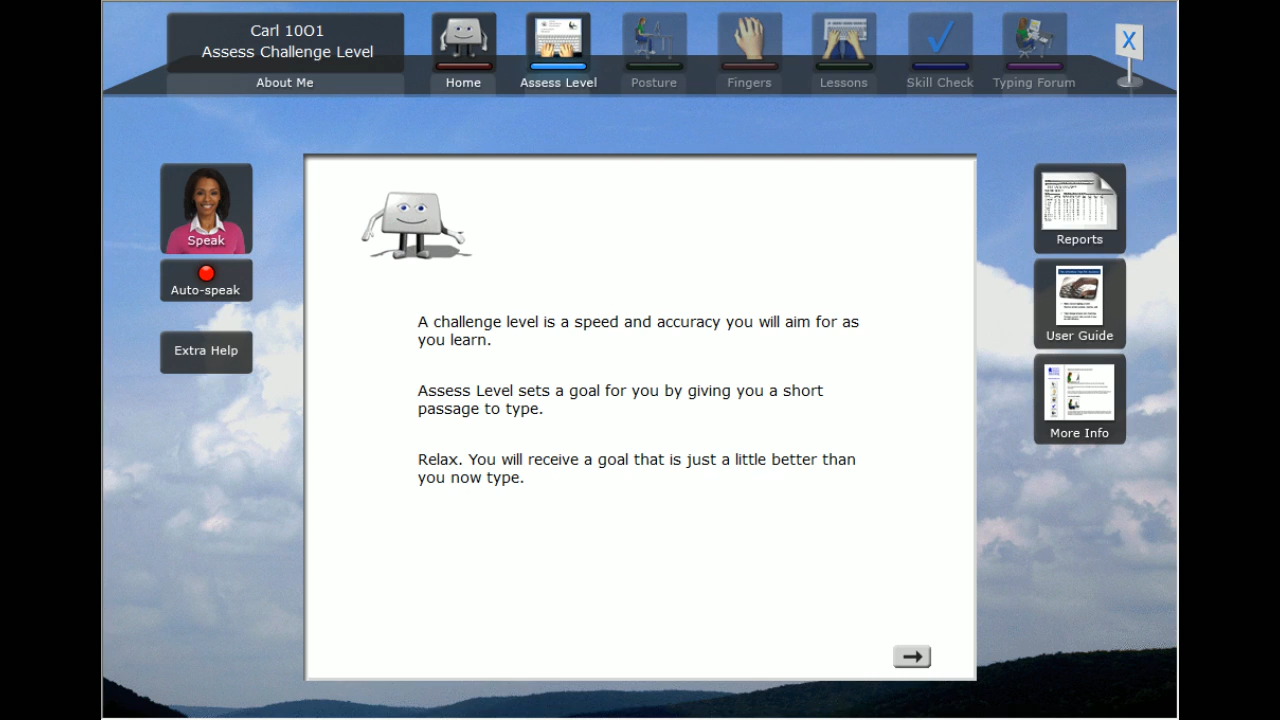 Carl 1001
Assess Challenge Level
About Me
Home
Assess Level
Posture
Fingers
Lessons
Skill Check
Typing Forum
X
Speak
Auto-speak
Extra Help
A challenge level is a speed and accuracy you will aim for as
you learn.
Assess Level sets a goal for you by giving you a short
passage to type.
Relax. You will receive a goal that is just a little better than
you now type.
Reports
User Guide
More Info